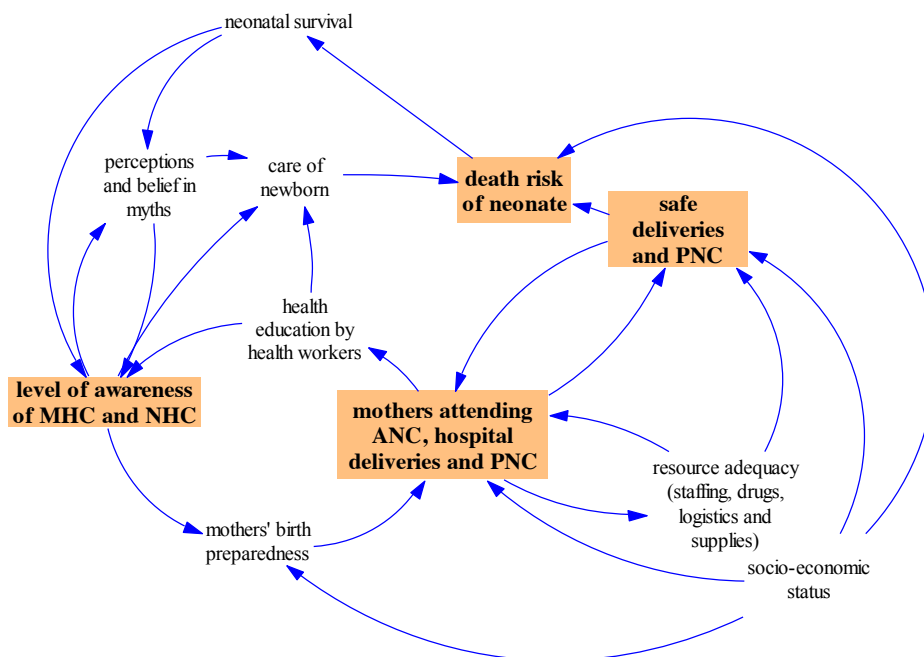 neonatal survival
perceptions
and belief in
myths
care of
newborn
death risk
of neonate
safe
deliveries
and PNC
health
education by
health workers
level of awareness
of MHC and NHC
mothers attending
ANC, hospital
deliveries and PNC
resource adequacy
(staffing, drugs,
logistics and
supplies)
mothers' birth
preparedness
socio-economic
status